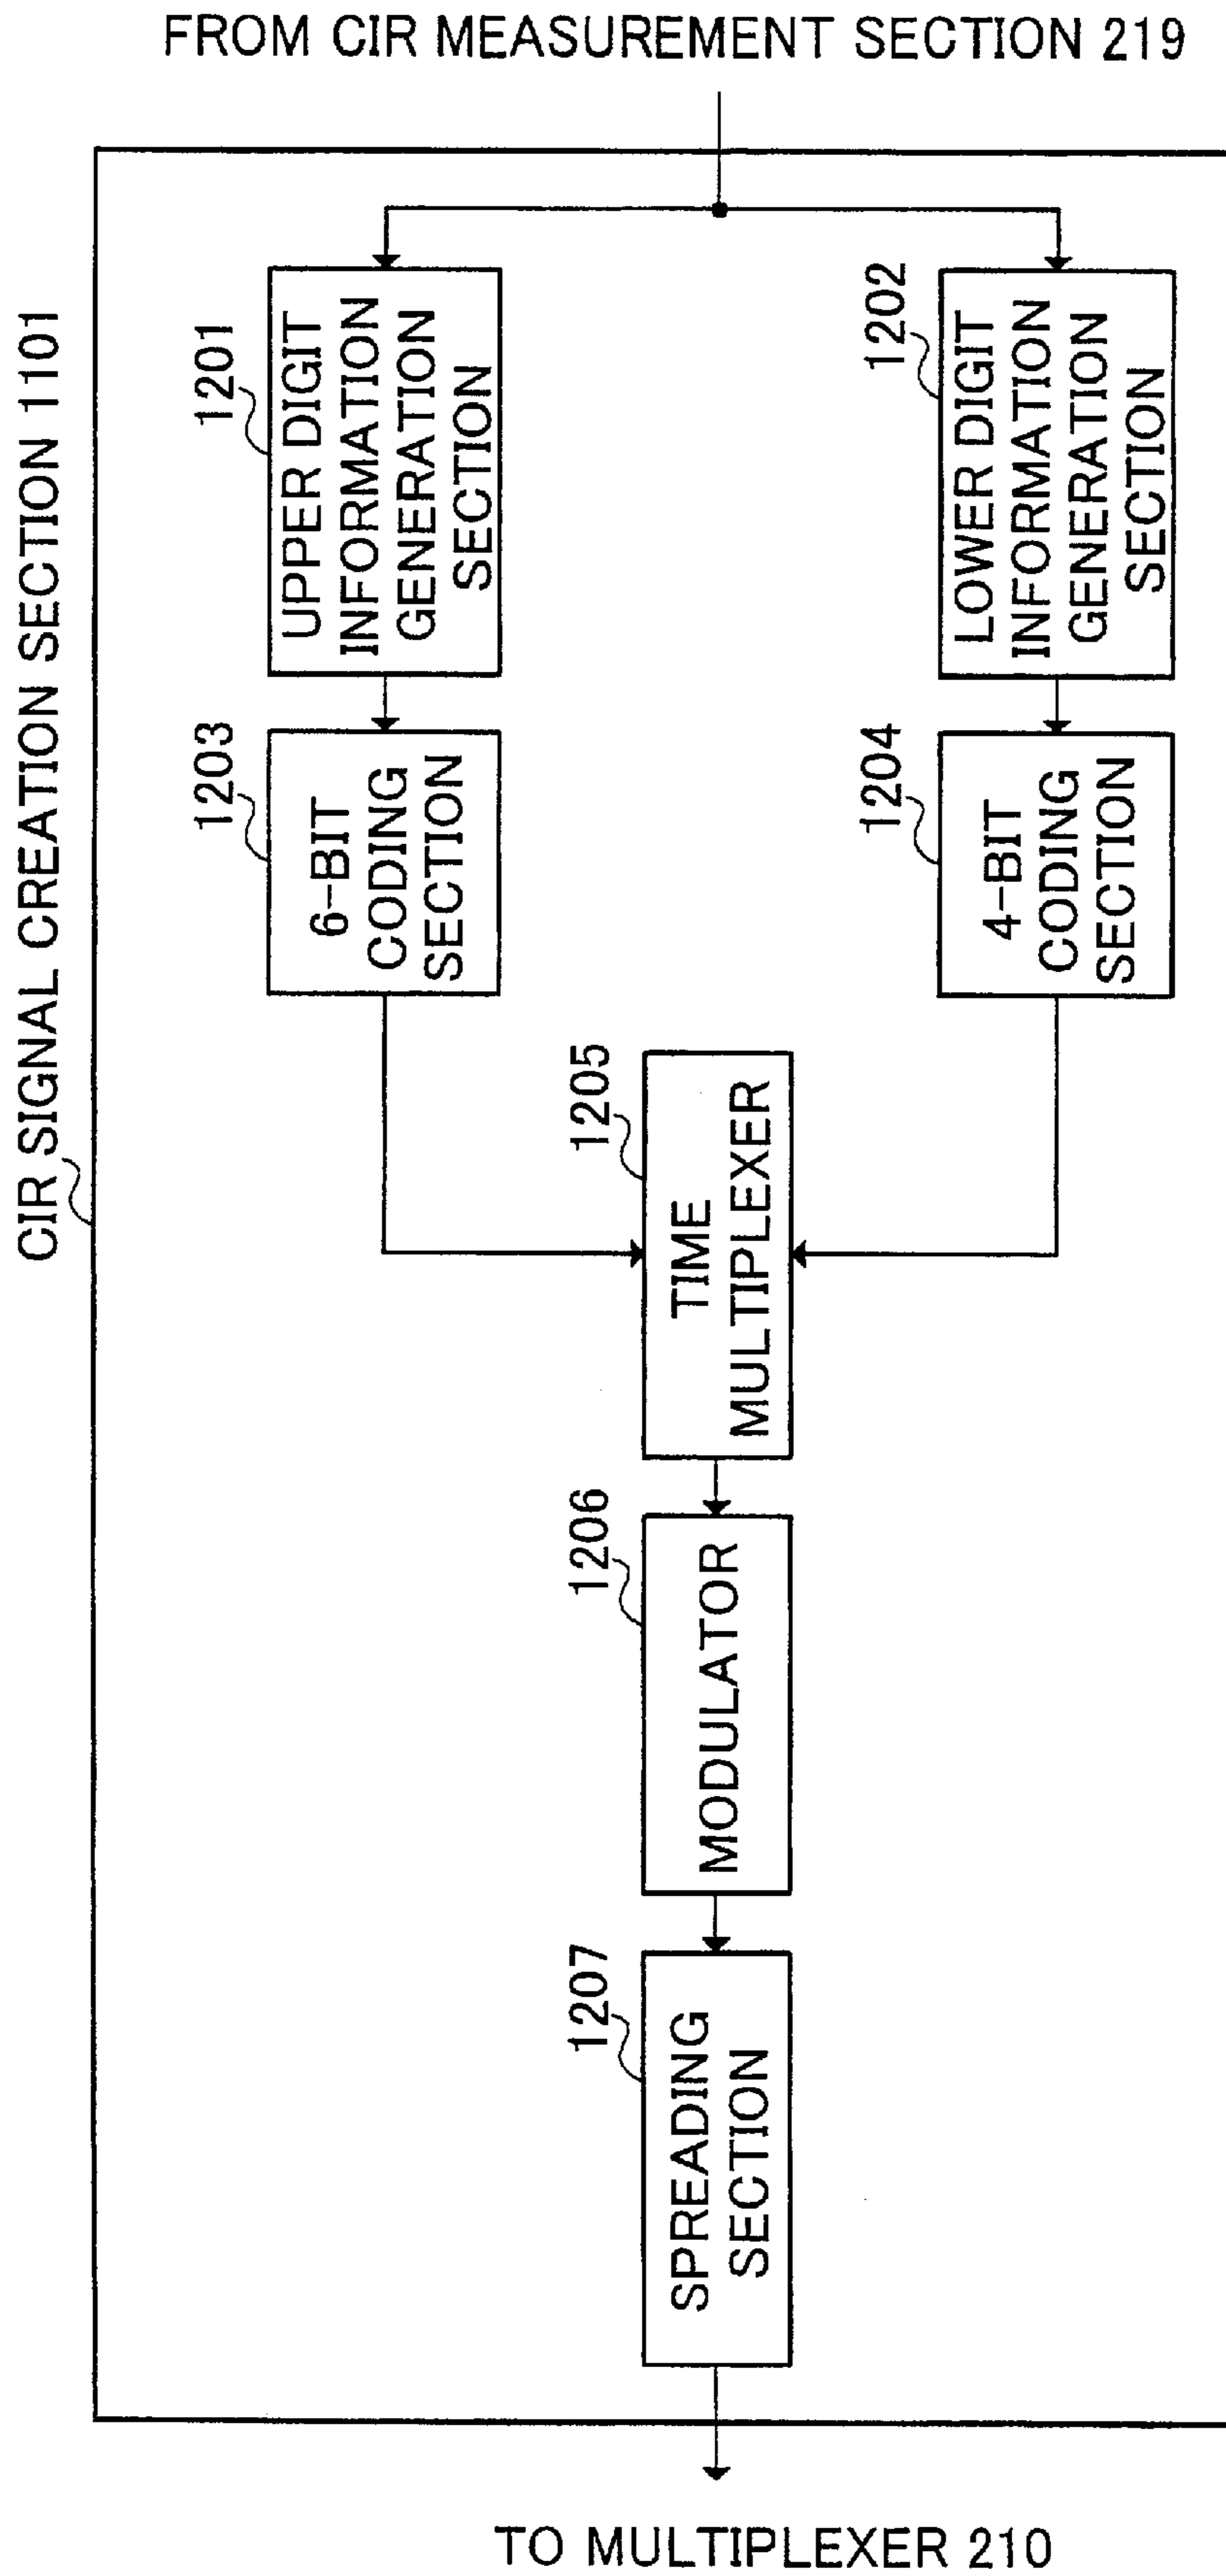 FROM CIR MEASUREMENT SECTION 219
CIR SIGNAL CREATION SECTION 1101
1201
UPPER DIGIT
INFORMATION
GENERATION
SECTION
1202
LOWER DIGIT
INFORMATION
GENERATION
SECTION
1203
6-BIT
CODING
SECTION
1204
4-BIT
CODING
SECTION
1205
TIME
MULTIPLEXER
1206
MODULATOR
1207
SPREADING
SECTION
TO MULTIPLEXER 210